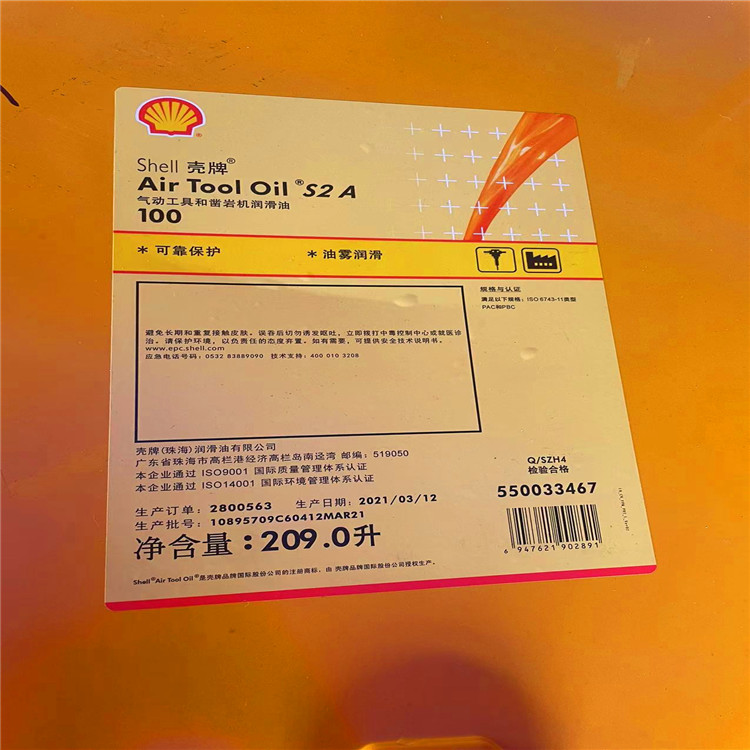 Shell 壳牌®
Air Tool Oil ® S2 A
气动工具和凿岩机润滑油
100
* 可靠保护
* 油雾润滑
规格与认证
满足以下规格：ISO 6743-11类型
PAC和PBC
避免长期和重复接触皮肤。误吞后切勿诱发呕吐，立即拨打中毒控制中心或就医诊
治。请保护环境，以负责任的态度弃置。如有需要，可提供安全技术说明书。
www.epc.shell.com
应急电话号码：0532 83889090 技术支持：400 010 3208
壳牌(珠海)润滑油有限公司
广东省珠海市高栏港经济高栏岛南迳湾 邮编：519050
本企业通过 ISO9001 国际质量管理体系认证
本企业通过 ISO14001 国际环境管理体系认证
Q/SZH4
检验合格
550033467
生产订单：2800563 生产日期：2021/03/12
生产批号：10895709C60412MAR21
净含量：209.0升
6 947621 902891
Shell®Air Tool Oil®是壳牌品牌国际股份公司的注册商标，由 壳牌品牌国际股份公司授权生产。